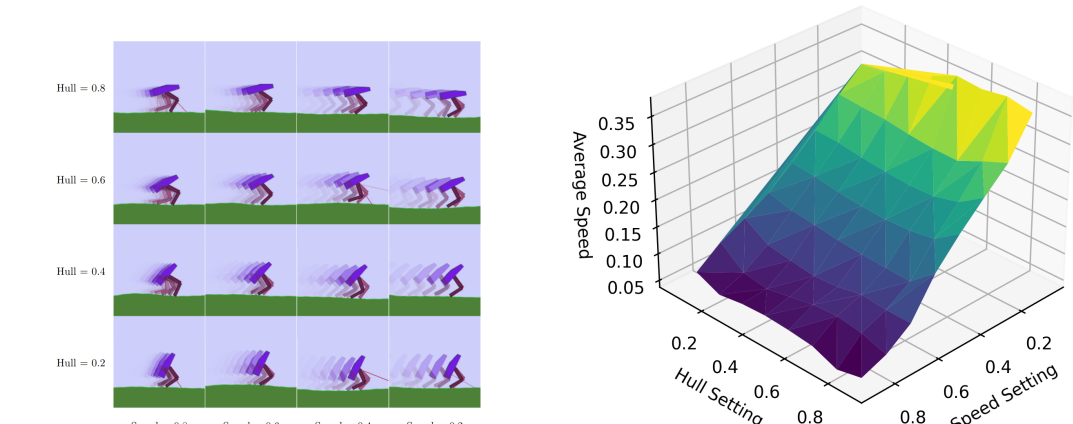 Hull = 0.8
Hull = 0.6
Hull = 0.4
Hull = 0.2
0.35
0.30
0.25
0.20
0.15
0.10
0.05
Average Speed
0.2
0.4
0.6
0.8
Hull Setting
0.2
0.4
0.6
0.8
Speed Setting